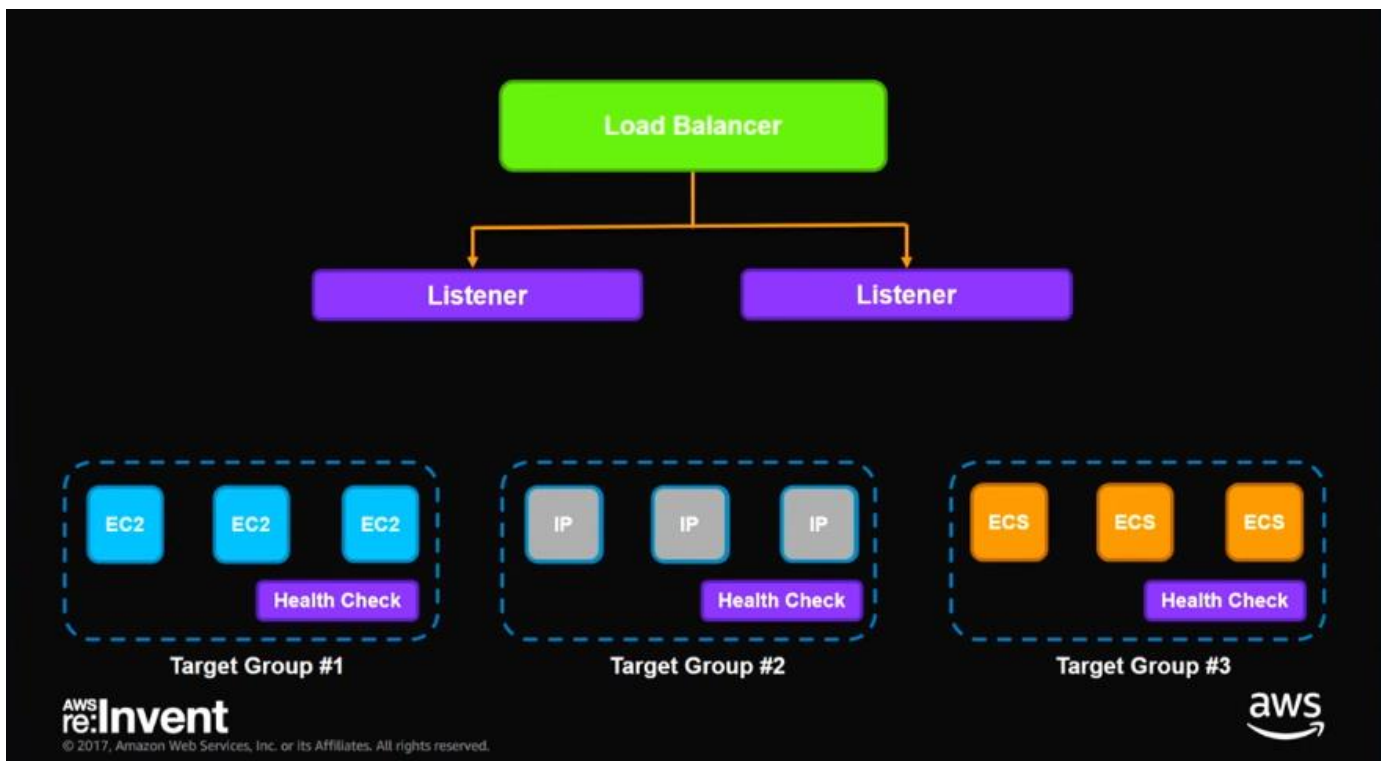 Load Balancer
Listener Listener
EC2 EC2 EC2
Health Check
Target Group #1
IP IP IP
Health Check
Target Group #2
ECS ECS ECS
Health Check
Target Group #3
AWS
re:Invent
© 2017, Amazon Web Services, Inc. or its Affiliates. All rights reserved.
aws